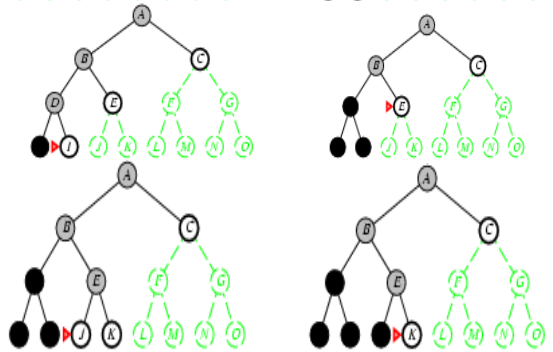 A
B C
D E F G
I J K L M N O
A
B C
E F G
J K L M N O
A
B C
E F G
J K L M N O
A
B C
E F G
K L M N O